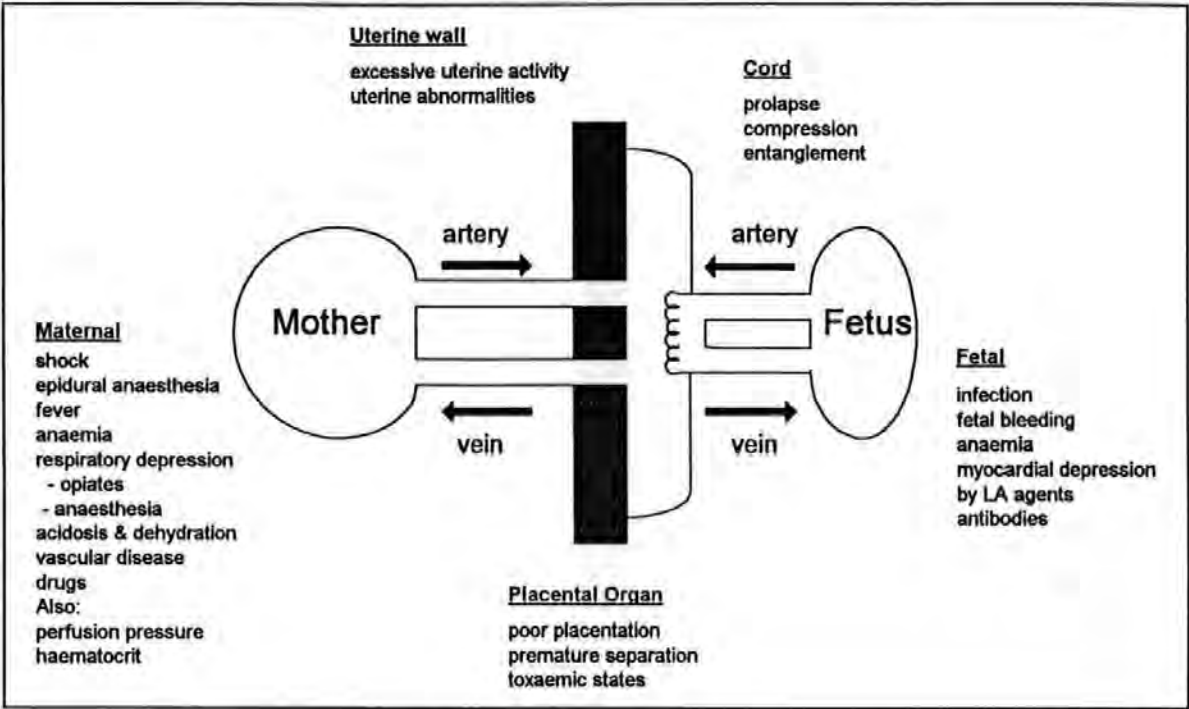 Uterine wall
excessive uterine activity
uterine abnormalities
Cord
prolapse
compression
entanglement
artery
artery
Mother
Fetus
vein
vein
Maternal
shock
epidural anaesthesia
fever
anaemia
respiratory depression
- opiates
- anaesthesia
acidosis & dehydration
vascular disease
drugs
Also:
perfusion pressure
haematocrit
Fetal
infection
fetal bleeding
anaemia
myocardial depression
by LA agents
antibodies
Placental Organ
poor placentation
premature separation
toxaemic states